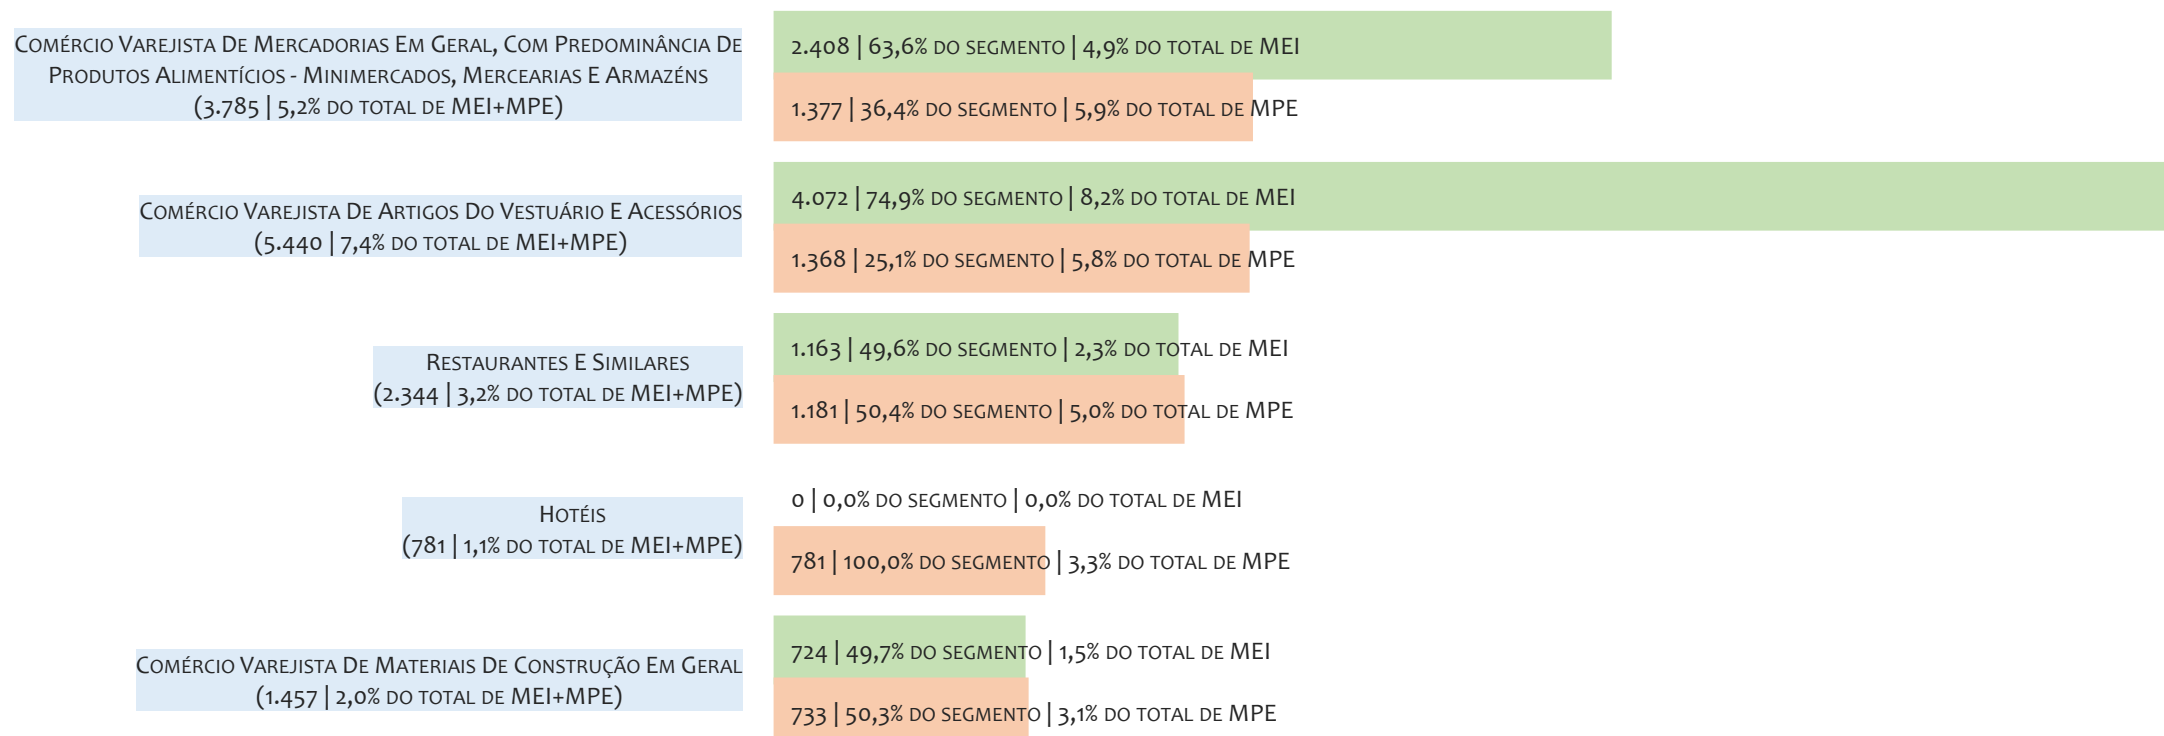 Comércio Varejista De Mercadorias Em Geral, Com Predominância De
Produtos Alimentícios - Minimercados, Mercearias E Armazéns
(3.785 | 5,2% do total de MEI+MPE)
2.408 | 63,6% do segmento | 4,9% do total de MEI
1.377 | 36,4% do segmento | 5,9% do total de MPE
Comércio Varejista De Artigos Do Vestuário E Acessórios
(5.440 | 7,4% do total de MEI+MPE)
4.072 | 74,9% do segmento | 8,2% do total de MEI
1.368 | 25,1% do segmento | 5,8% do total de MPE
Restaurantes E Similares
(2.344 | 3,2% do total de MEI+MPE)
1.163 | 49,6% do segmento | 2,3% do total de MEI
1.181 | 50,4% do segmento | 5,0% do total de MPE
Hotéis
(781 | 1,1% do total de MEI+MPE)
0 | 0,0% do segmento | 0,0% do total de MEI
781 | 100,0% do segmento | 3,3% do total de MPE
Comércio Varejista De Materiais De Construção Em Geral
(1.457 | 2,0% do total de MEI+MPE)
724 | 49,7% do segmento | 1,5% do total de MEI
733 | 50,3% do segmento | 3,1% do total de MPE